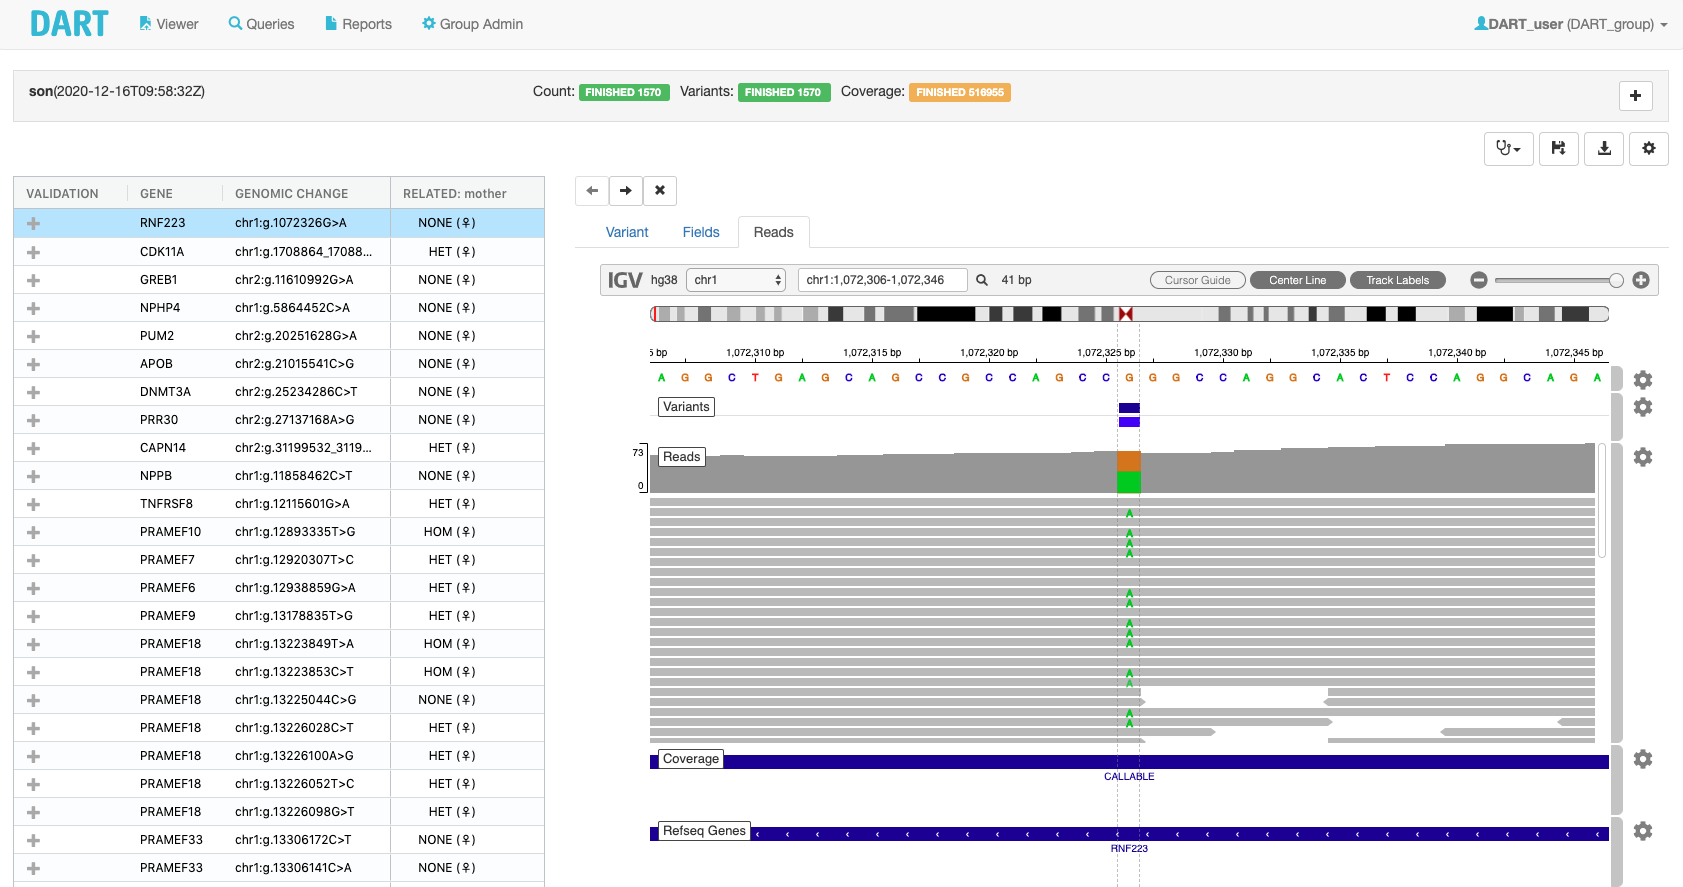 DART Viewer Queries Reports Group Admin DART_user (DART_group)
son(2020-12-16T09:58:32Z) Count: FINISHED 1570 Variants: FINISHED 1570 Coverage: FINISHED 516955
VALIDATION GENE GENOMIC CHANGE RELATED: mother
RNF223 chr1:g.1072326G>A NONE (♀)
CDK11A chr1:g.1708864_17088... HET (♀)
GREB1 chr2:g.11610992G>A NONE (♀)
NPHP4 chr1:g.5864452C>A NONE (♀)
PUM2 chr2:g.20251628G>A NONE (♀)
APOB chr2:g.21015541C>G NONE (♀)
DNMT3A chr2:g.25234286C>T NONE (♀)
PRR30 chr2:g.27137168A>G NONE (♀)
CAPN14 chr2:g.31199532_3119... HET (♀)
NPPB chr1:g.11858462C>T NONE (♀)
TNFRSF8 chr1:g.12115601G>A HET (♀)
PRAMEF10 chr1:g.12893335T>G HOM (♀)
PRAMEF7 chr1:g.12920307T>C HET (♀)
PRAMEF6 chr1:g.12938859G>A HET (♀)
PRAMEF9 chr1:g.13178835T>G HET (♀)
PRAMEF18 chr1:g.13223849T>A HOM (♀)
PRAMEF18 chr1:g.13223853C>T HOM (♀)
PRAMEF18 chr1:g.13225044C>G NONE (♀)
PRAMEF18 chr1:g.13226028C>T HET (♀)
PRAMEF18 chr1:g.13226100A>G HET (♀)
PRAMEF18 chr1:g.13226052T>C HET (♀)
PRAMEF18 chr1:g.13226098G>T HET (♀)
PRAMEF33 chr1:g.13306172C>T NONE (♀)
PRAMEF33 chr1:g.13306141C>A NONE (♀)
Variant Fields Reads
IGV hg38 chr1 chr1:1,072,306-1,072,346 41 bp Cursor Guide Center Line Track Labels
5 bp 1,072,310 bp 1,072,315 bp 1,072,320 bp 1,072,325 bp 1,072,330 bp 1,072,335 bp 1,072,340 bp 1,072,345 bp
A G G C T G A G C A G C C G C C A G C C G G G C C A G G C A C T C C A G G C A G A
Variants
73 Reads
0
A
A
A
A
A
A
A
A
A
A
A
A
A
Coverage
CALLABLE
Refseq Genes
RNF223